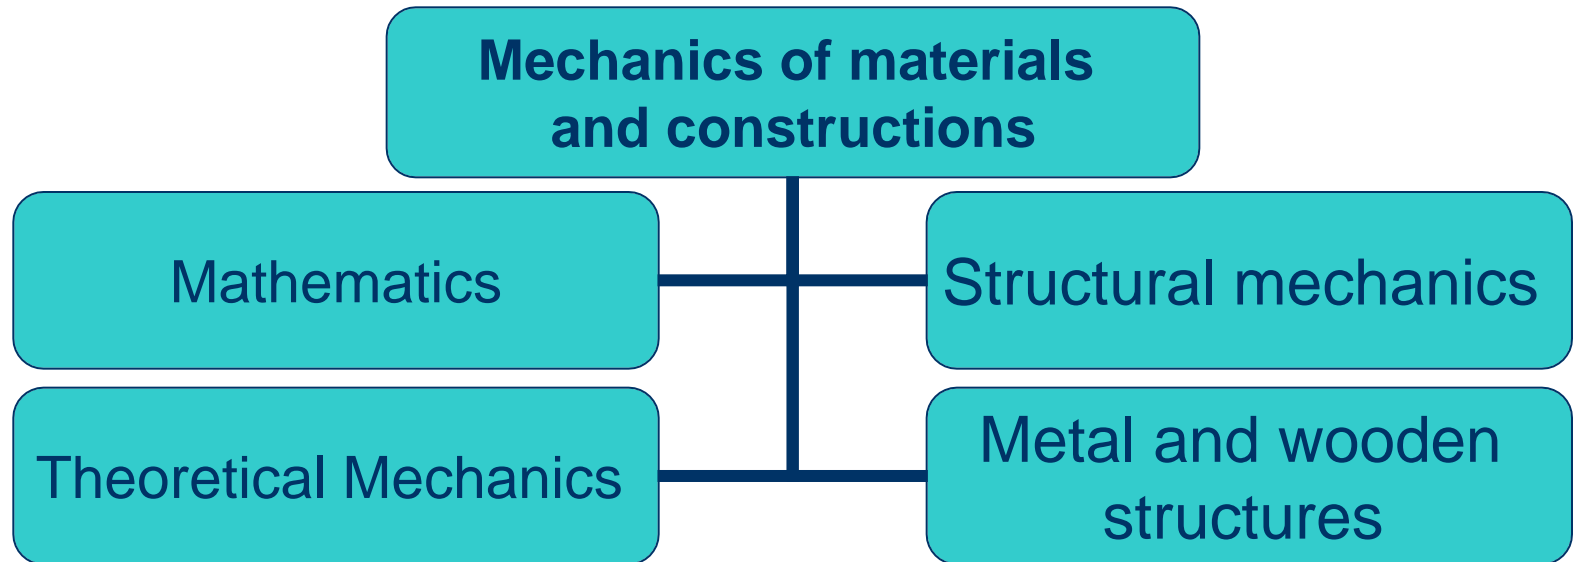 Mechanics of materials
and constructions
Mathematics
Structural mechanics
Theoretical Mechanics
Metal and wooden
structures